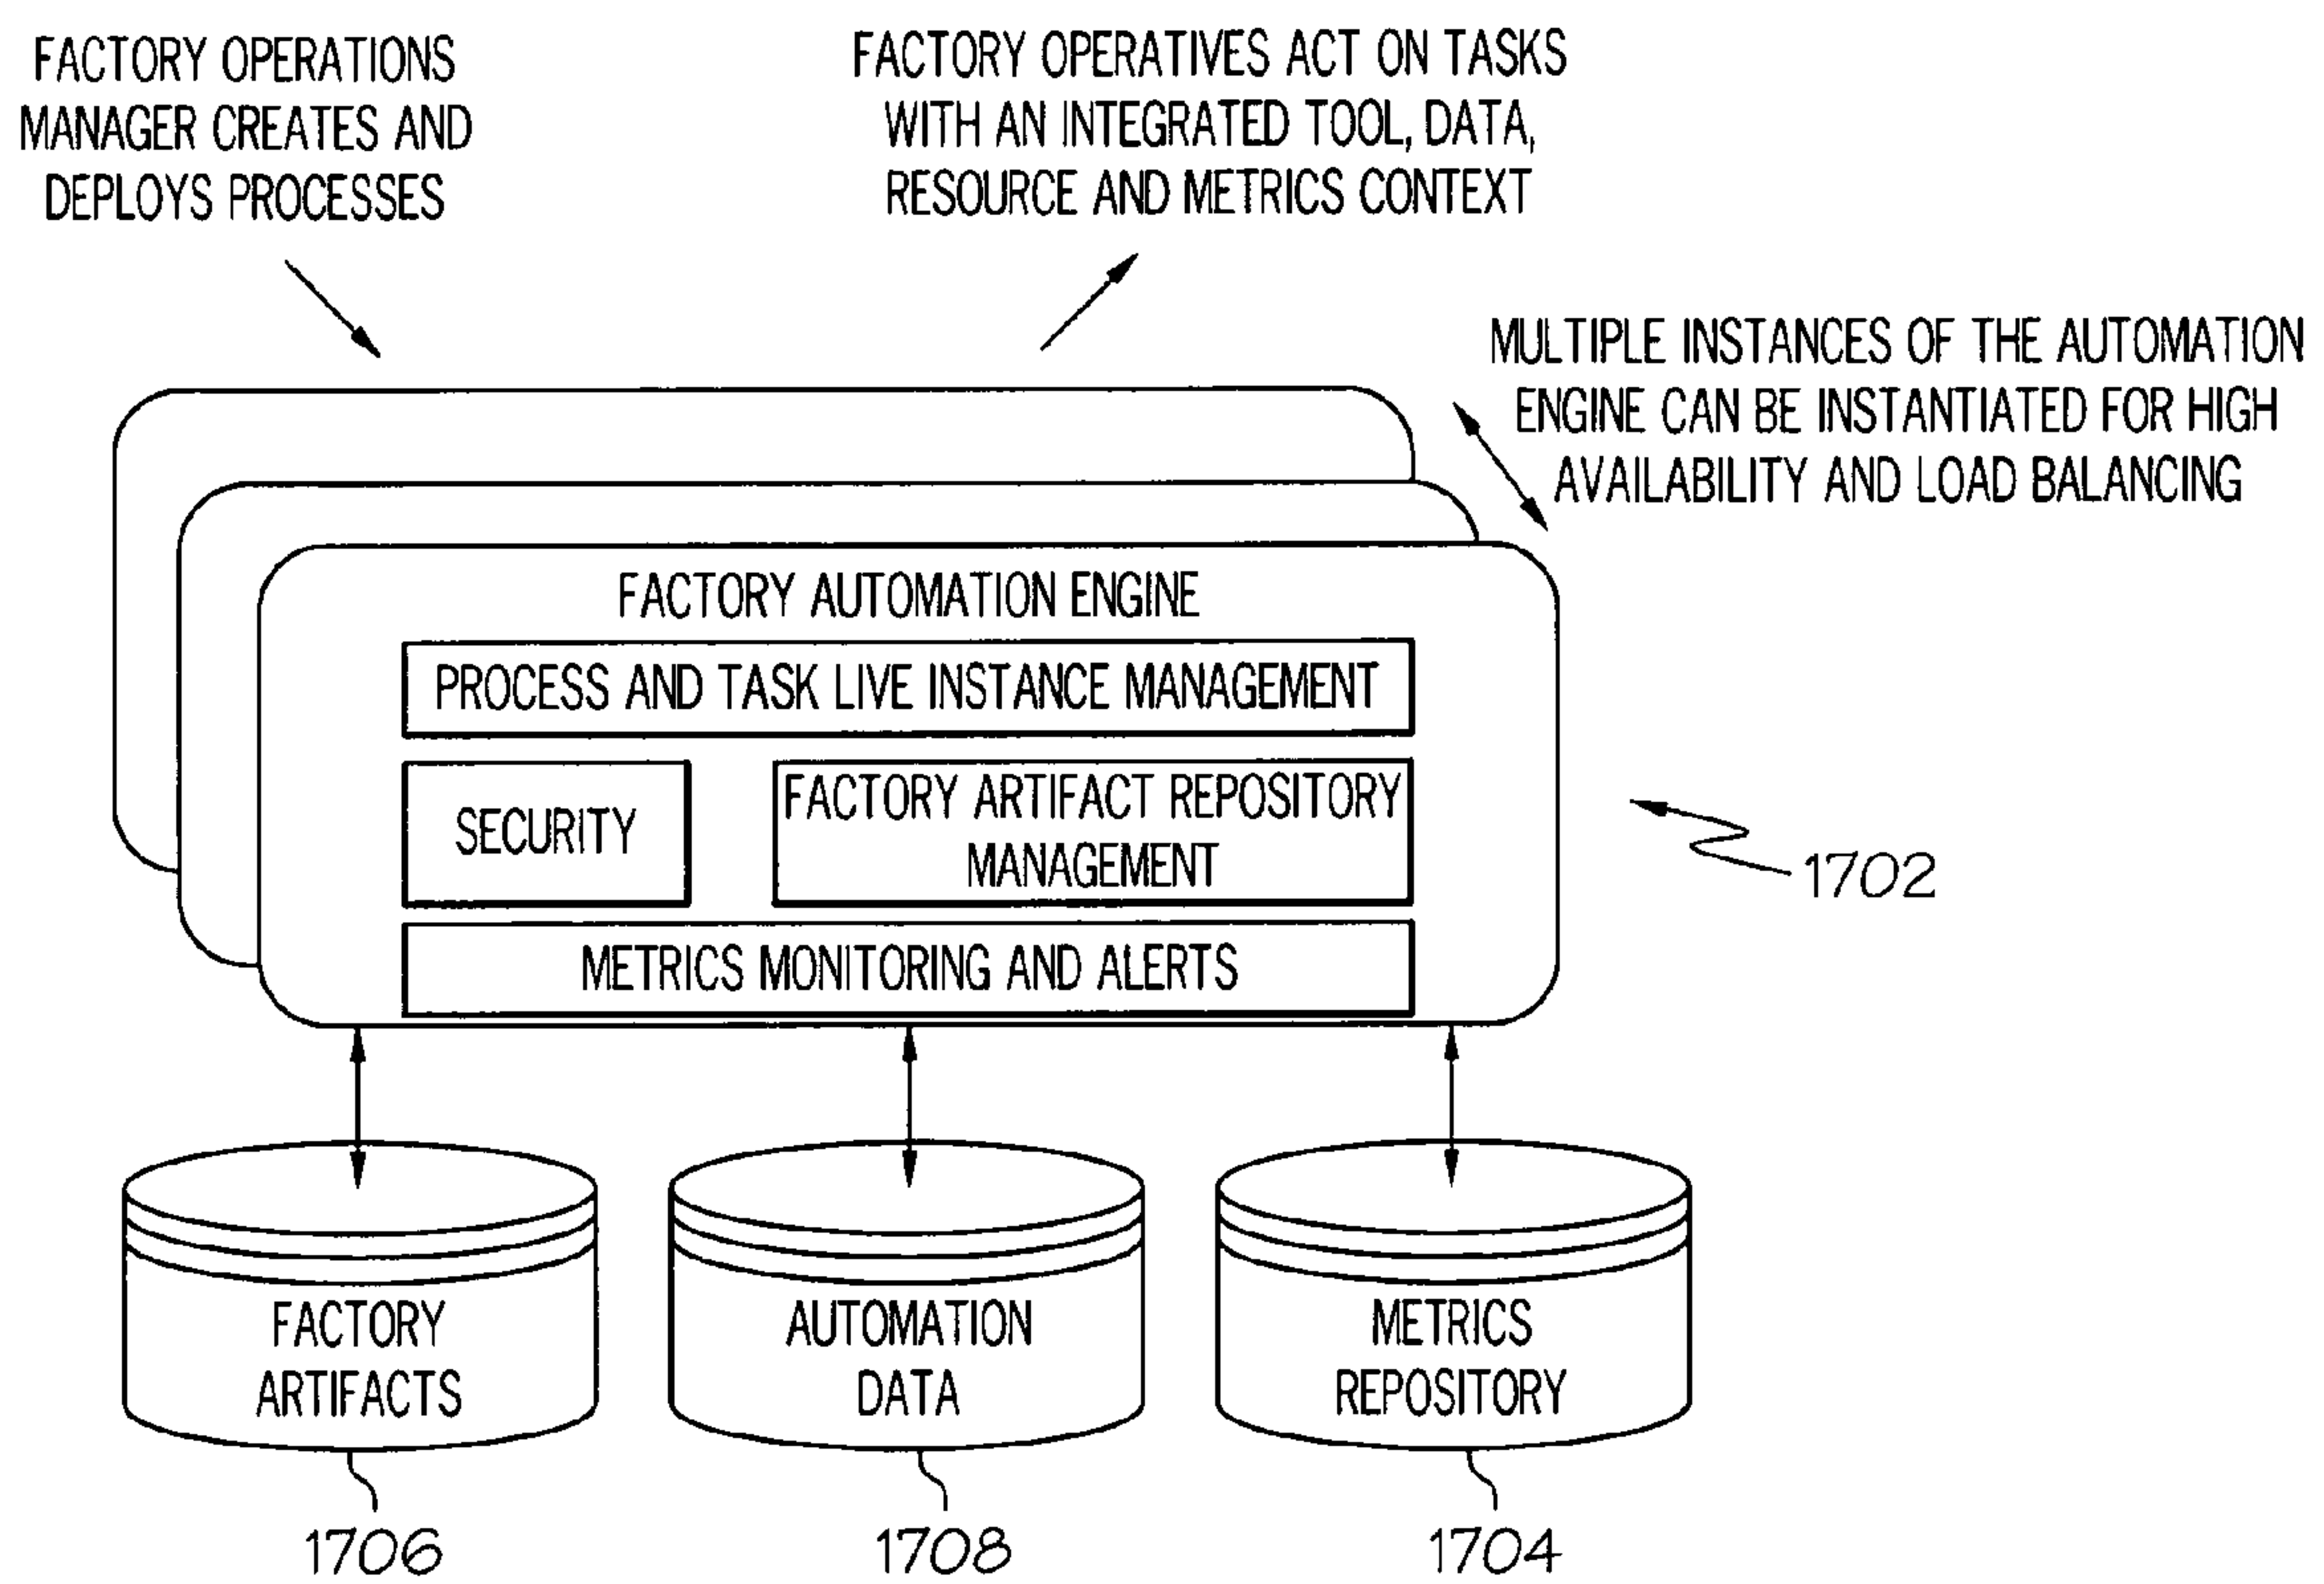 FACTORY OPERATIONS
MANAGER CREATES AND
DEPLOYS PROCESSES
FACTORY OPERATIVES ACT ON TASKS
WITH AN INTEGRATED TOOL, DATA,
RESOURCE AND METRICS CONTEXT
MULTIPLE INSTANCES OF THE AUTOMATION
ENGINE CAN BE INSTANTIATED FOR HIGH
AVAILABILITY AND LOAD BALANCING
FACTORY AUTOMATION ENGINE
PROCESS AND TASK LIVE INSTANCE MANAGEMENT
SECURITY
FACTORY ARTIFACT REPOSITORY
MANAGEMENT
METRICS MONITORING AND ALERTS
1702
FACTORY
ARTIFACTS
AUTOMATION
DATA
METRICS
REPOSITORY
1706
1708
1704